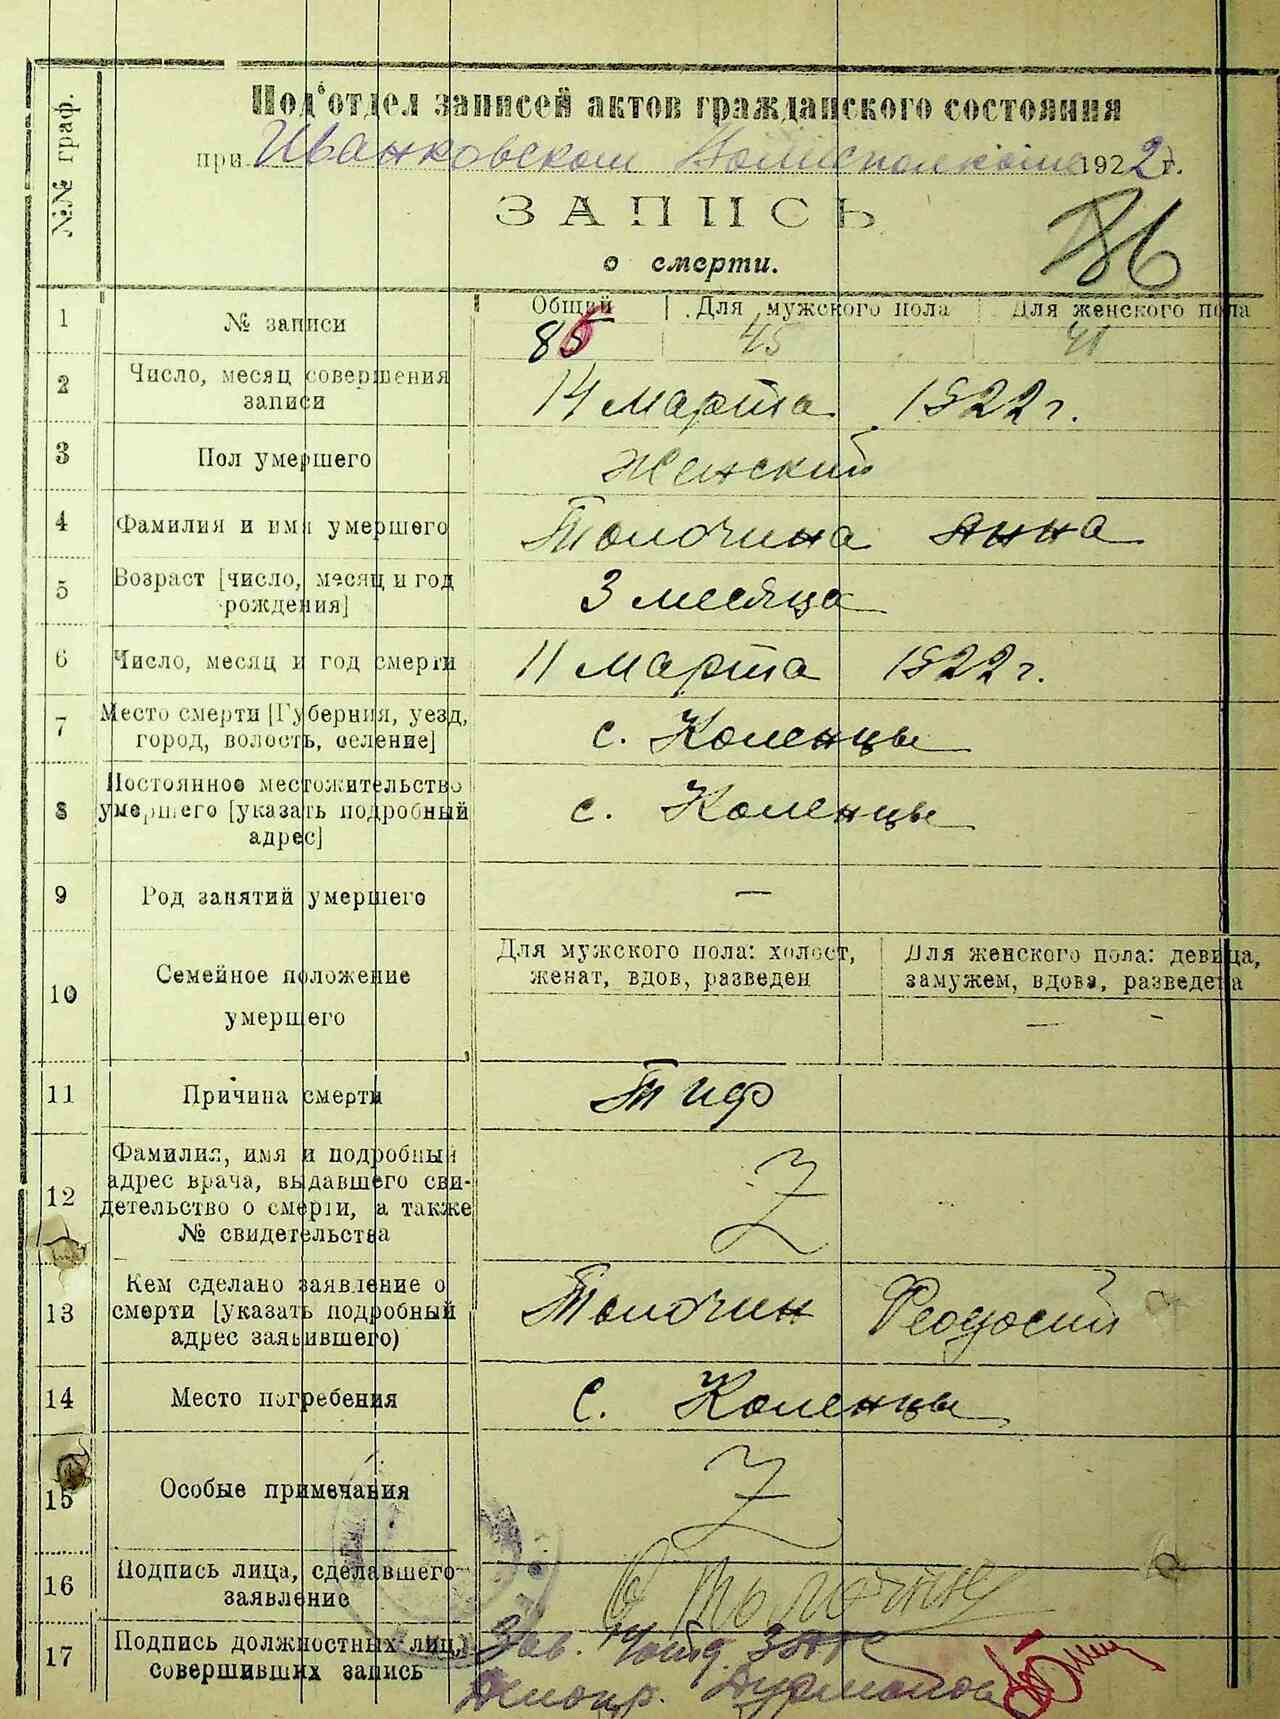 №№ граф.
Под'отдел записей актов гражданского состояния
при Иванковском Волисполкоме 1922 г.
ЗАПИСЬ
о смерти.
86
1 № записи Общий Для мужского пола Для женского пола
85 45 41
2 Число, месяц совершения
записи
14 марта 1922 г.
3 Пол умершего Женский
4 Фамилия и имя умершего Толочина Анна
5 Возраст [число, месяц и год
рождения]
3 месяца
6 Число, месяц и год смерти 11 марта 1922 г.
7 Место смерти [Губерния, уезд,
город, волость, селение]
с. Коленцы
8 Постоянное местожительство
умершего [указать подробный
адрес]
с. Коленцы
9 Род занятий умершего —
10 Семейное положение
умершего
Для мужского пола: холост,
женат, вдов, разведен
Для женского пола: девица,
замужем, вдова, разведена
— -
11 Причина смерти Тиф
12 Фамилия, имя и подробный
адрес врача, выдавшего сви-
детельство о смерти, а также
№ свидетельства
13 Кем сделано заявление о
смерти [указать подробный
адрес заявившего)
Толочин Феодосий
14 Место погребения с. Коленцы
15 Особые примечания
16 Подпись лица, сделавшего
заявление
Ф Толочин
17 Подпись должностных лиц,
совершивших запись
Зав. Подотд. ЗАГС
Делопр.